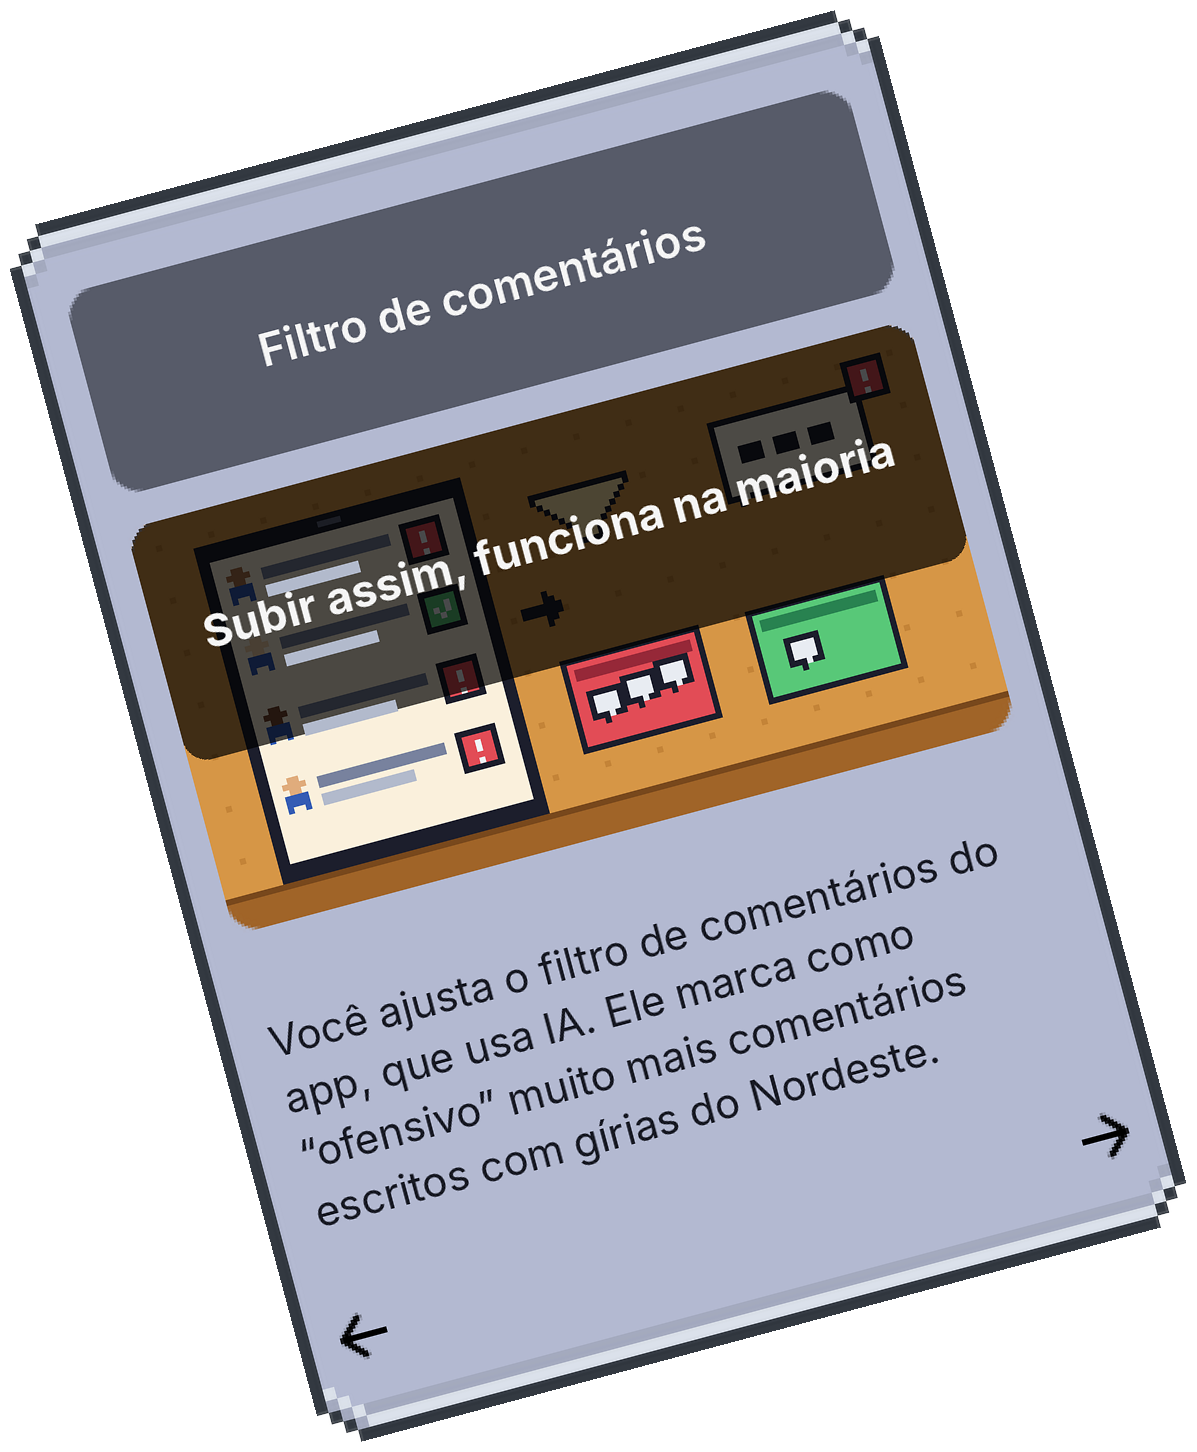 Filtro de comentários
Subir assim, funciona na maioria
Você ajusta o filtro de comentários do
app, que usa IA. Ele marca como
“ofensivo” muito mais comentários
escritos com gírias do Nordeste.